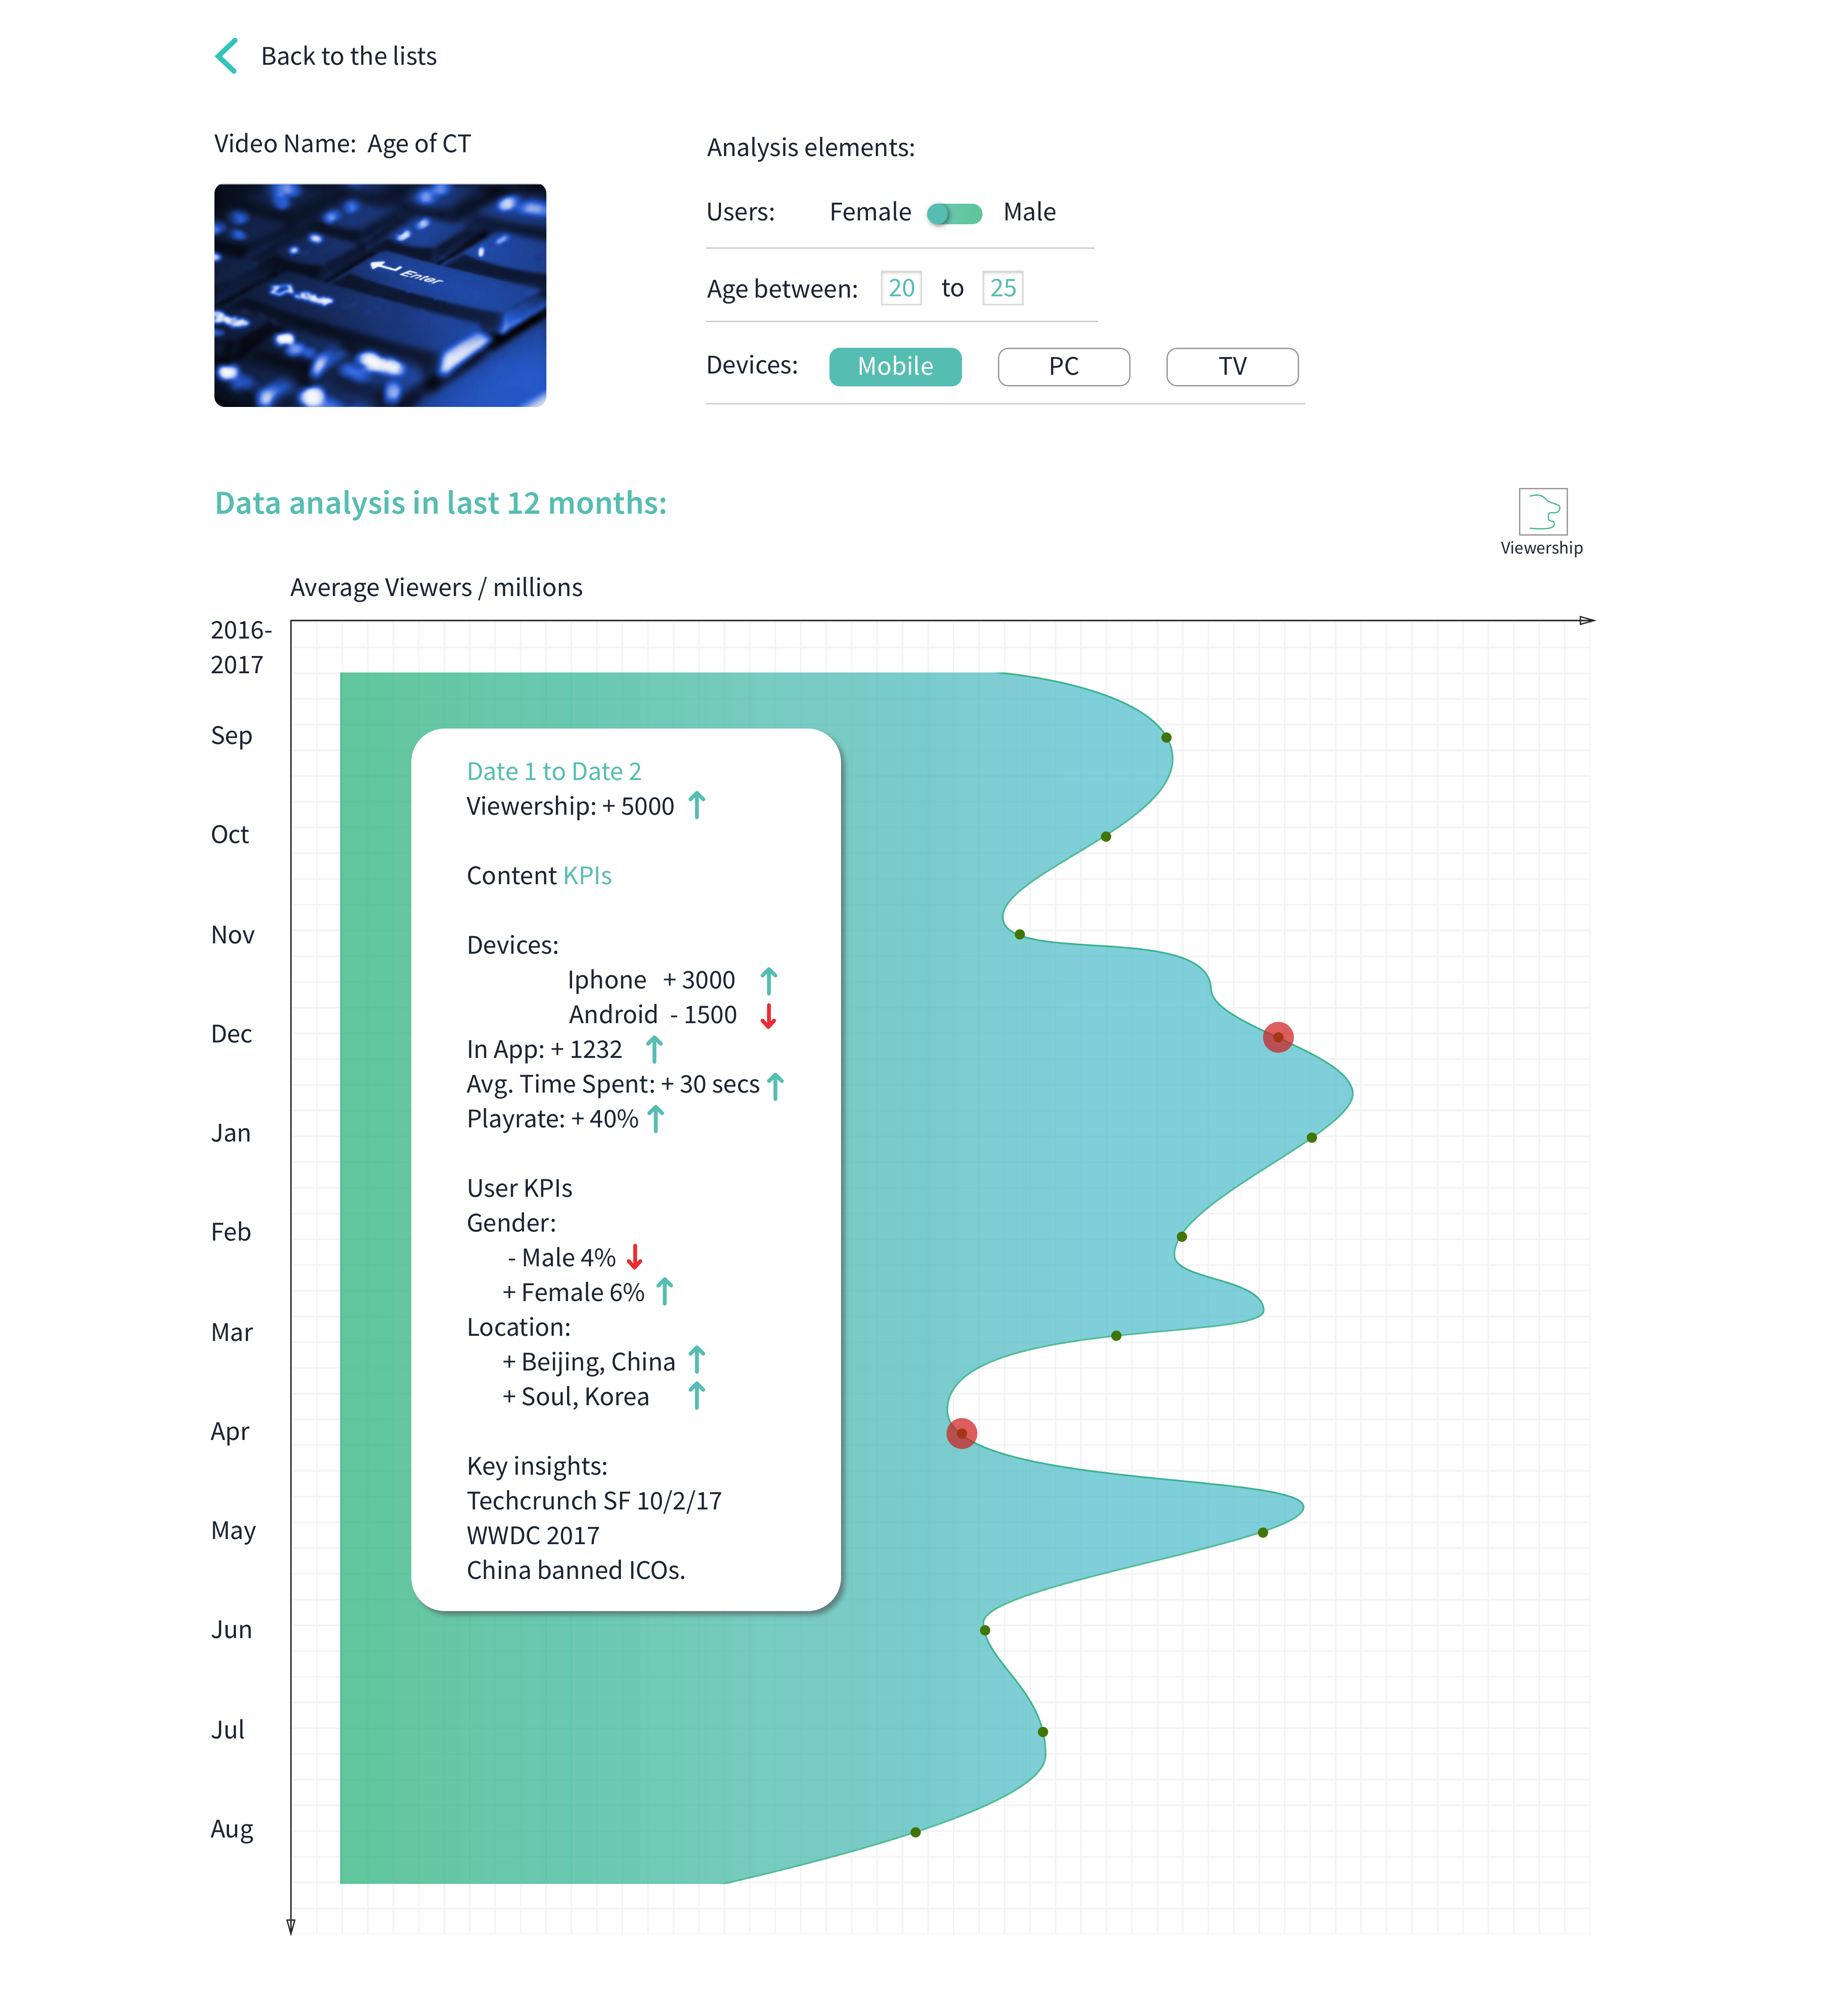 Back to the lists
Video Name: Age of CT
Enter
Shift
Analysis elements:
Users: Female Male
Age between: 20 to 25
Devices: Mobile PC TV
Data analysis in last 12 months:
Viewership
Average Viewers / millions
2016-
2017
Sep
Oct
Nov
Dec
Jan
Feb
Mar
Apr
May
Jun
Jul
Aug
Date 1 to Date 2
Viewership: + 5000
Content KPIs
Devices:
Iphone + 3000
Android - 1500
In App: + 1232
Avg. Time Spent: + 30 secs
Playrate: + 40%
User KPIs
Gender:
- Male 4%
+ Female 6%
Location:
+ Beijing, China
+ Soul, Korea
Key insights:
Techcrunch SF 10/2/17
WWDC 2017
China banned ICOs.